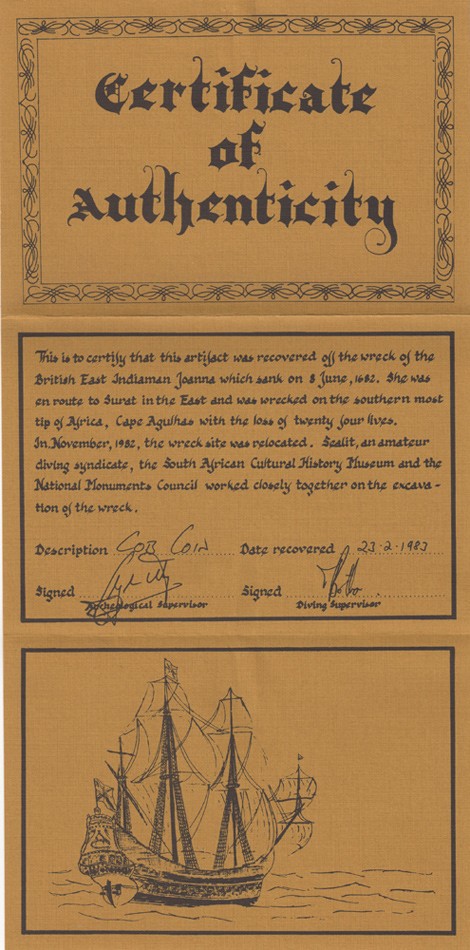 Certificate
of
Authenticity
This is to certify that this artifact was recovered off the wreck of the
British East Indiaman Joanna which sank on 8 June, 1682. She was
en route to Surat in the East and was wrecked on the southern most
tip of Africa, Cape Agulhas with the loss of twenty four lives.
In November, 1982, the wreck site was relocated. Sealit, an amateur
diving syndicate, the South African Cultural History Museum and the
National Monuments Council worked closely together on the excava-
tion of the wreck.
Description COB COIN Date recovered 23-2-1983
Signed Signed
Archeological Supervisor Diving Supervisor